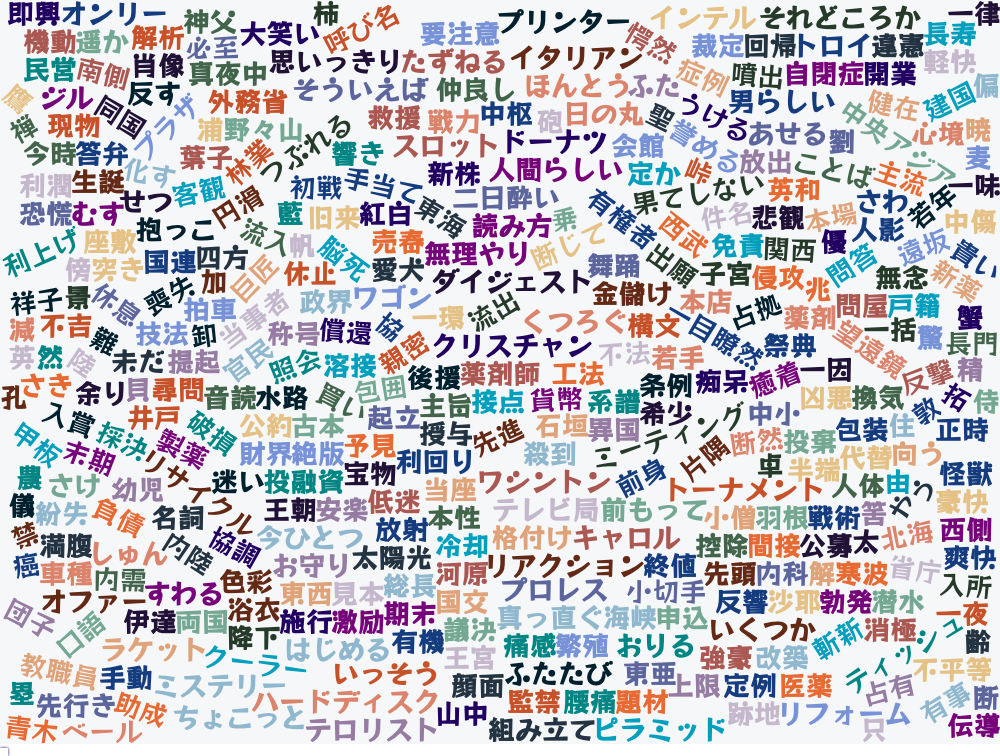 即興 オンリー 神父 柿 呼び名 プリンター インテル それどころか 一律
機動 遥か 解析 必至 大笑い 要注意 愕然 裁定 回帰 トロイ 違憲 長寿
民営 南側 肖像 真夜中 思いっきり たずねる イタリアン 症例 噴出 自閉症 開業 軽快
鷹 ジル 同国 反す 外務省 そういえば 仲良し ほんとう ふた うける 男らしい 健在 建国 偏
禅 現物 プラザ 浦 野々山 つぶれる 救援 戦力 中枢 砲 日の丸 聖 誉める あせる 劉 中央アジア 心境 暁
今時 答弁 化す 葉子 林業 響き スロット ドーナツ 会館 峠 放出 ことば 主流 麦
利潤 生誕 せつ 客観 円滑 初戦 手当て 新株 人間らしい 定か 果てしない 英和 さわ 若年 一味
恐慌 むす 抱っこ 藍 旧来 紅白 東海 二日酔い 読み方 乗 有権者 西武 件名 悲観 本場 人影 中傷
利上げ 座敷 流入 帆 脳死 売春 無理やり 断じて 出願 免責 関西 優 問答 遠坂 貴い
傍 突き 国連 四方 加 巨匠 休止 愛犬 ダイジェスト 舞踊 子宮 侵攻 兆 無念 新薬
祥子 景 休息 喪失 拍車 当事者 政界 ワゴン 一環 流出 金儲け 本店 占拠 薬剤 問屋 戸籍 蟹
減 不吉 難 技法 卸 称号 償還 協 くつろぐ 構文 一目瞭然 祭典 望遠鏡 一括 驚 長門
英 然 陸 未だ 提起 官民 照会 溶接 親密 クリスチャン 不法 若手 一因 反撃 精
孔 さき 余り 貝 尋問 音読 水路 買い 包囲 後援 薬剤師 工法 条例 痴呆 癒着 凶悪 換気 拓 侍
入賞 井戸 破損 公約 古本 起立 主旨 接点 貨幣 系譜 希少 中小 敦
甲板 採決 製薬 財界 絶版 予見 授与 先進 石垣 異国 ミーティング 断然 投棄 包装 住 正時
農 末期 リサイクル 迷い 投融資 宝物 利回り 殺到 前身 片隅 卓 半端 代替 向う 怪獣
さけ 幼児 王朝 安楽 低迷 当座 ワシントン トーナメント 人体 由 やつ 豪快
儀 紛失 負債 名詞 協調 今ひとつ 放射 本性 テレビ局 前もって 小僧 羽根 戦術 筈 北海 西側
禁 満腹 しゅん 内陸 お守り 太陽光 冷却 格付け キャロル 控除 間接 公募 太 爽快
癌 車種 内需 すわる 色彩 東西 見本 総長 河原 リアクション 終値 先頭 内科 解 寒波 省庁 入所
団子 オファー 浴衣 期末 国文 プロレス 小切手 反響 沙耶 勃発 潜水 一夜
口語 伊達 両国 降下 施行 激励 有機 議決 真っ直ぐ 海峡 申込 いくつか 斬新 消極 ティッシュ 齢
ラケット クーラー はじめる 王宮 痛感 繁殖 おりる 強豪 改築 不平等
教職員 手動 ミステリー いっそう 顔面 ふたたび 東亜 上限 定例 医薬 占有 有事 断
塁 先行き 助成 ちょこっと ハードディスク 山中 監禁 腰痛 題材 跡地 リフォーム 伝導
青木 ベール テロリスト 組み立て ピラミッド 只